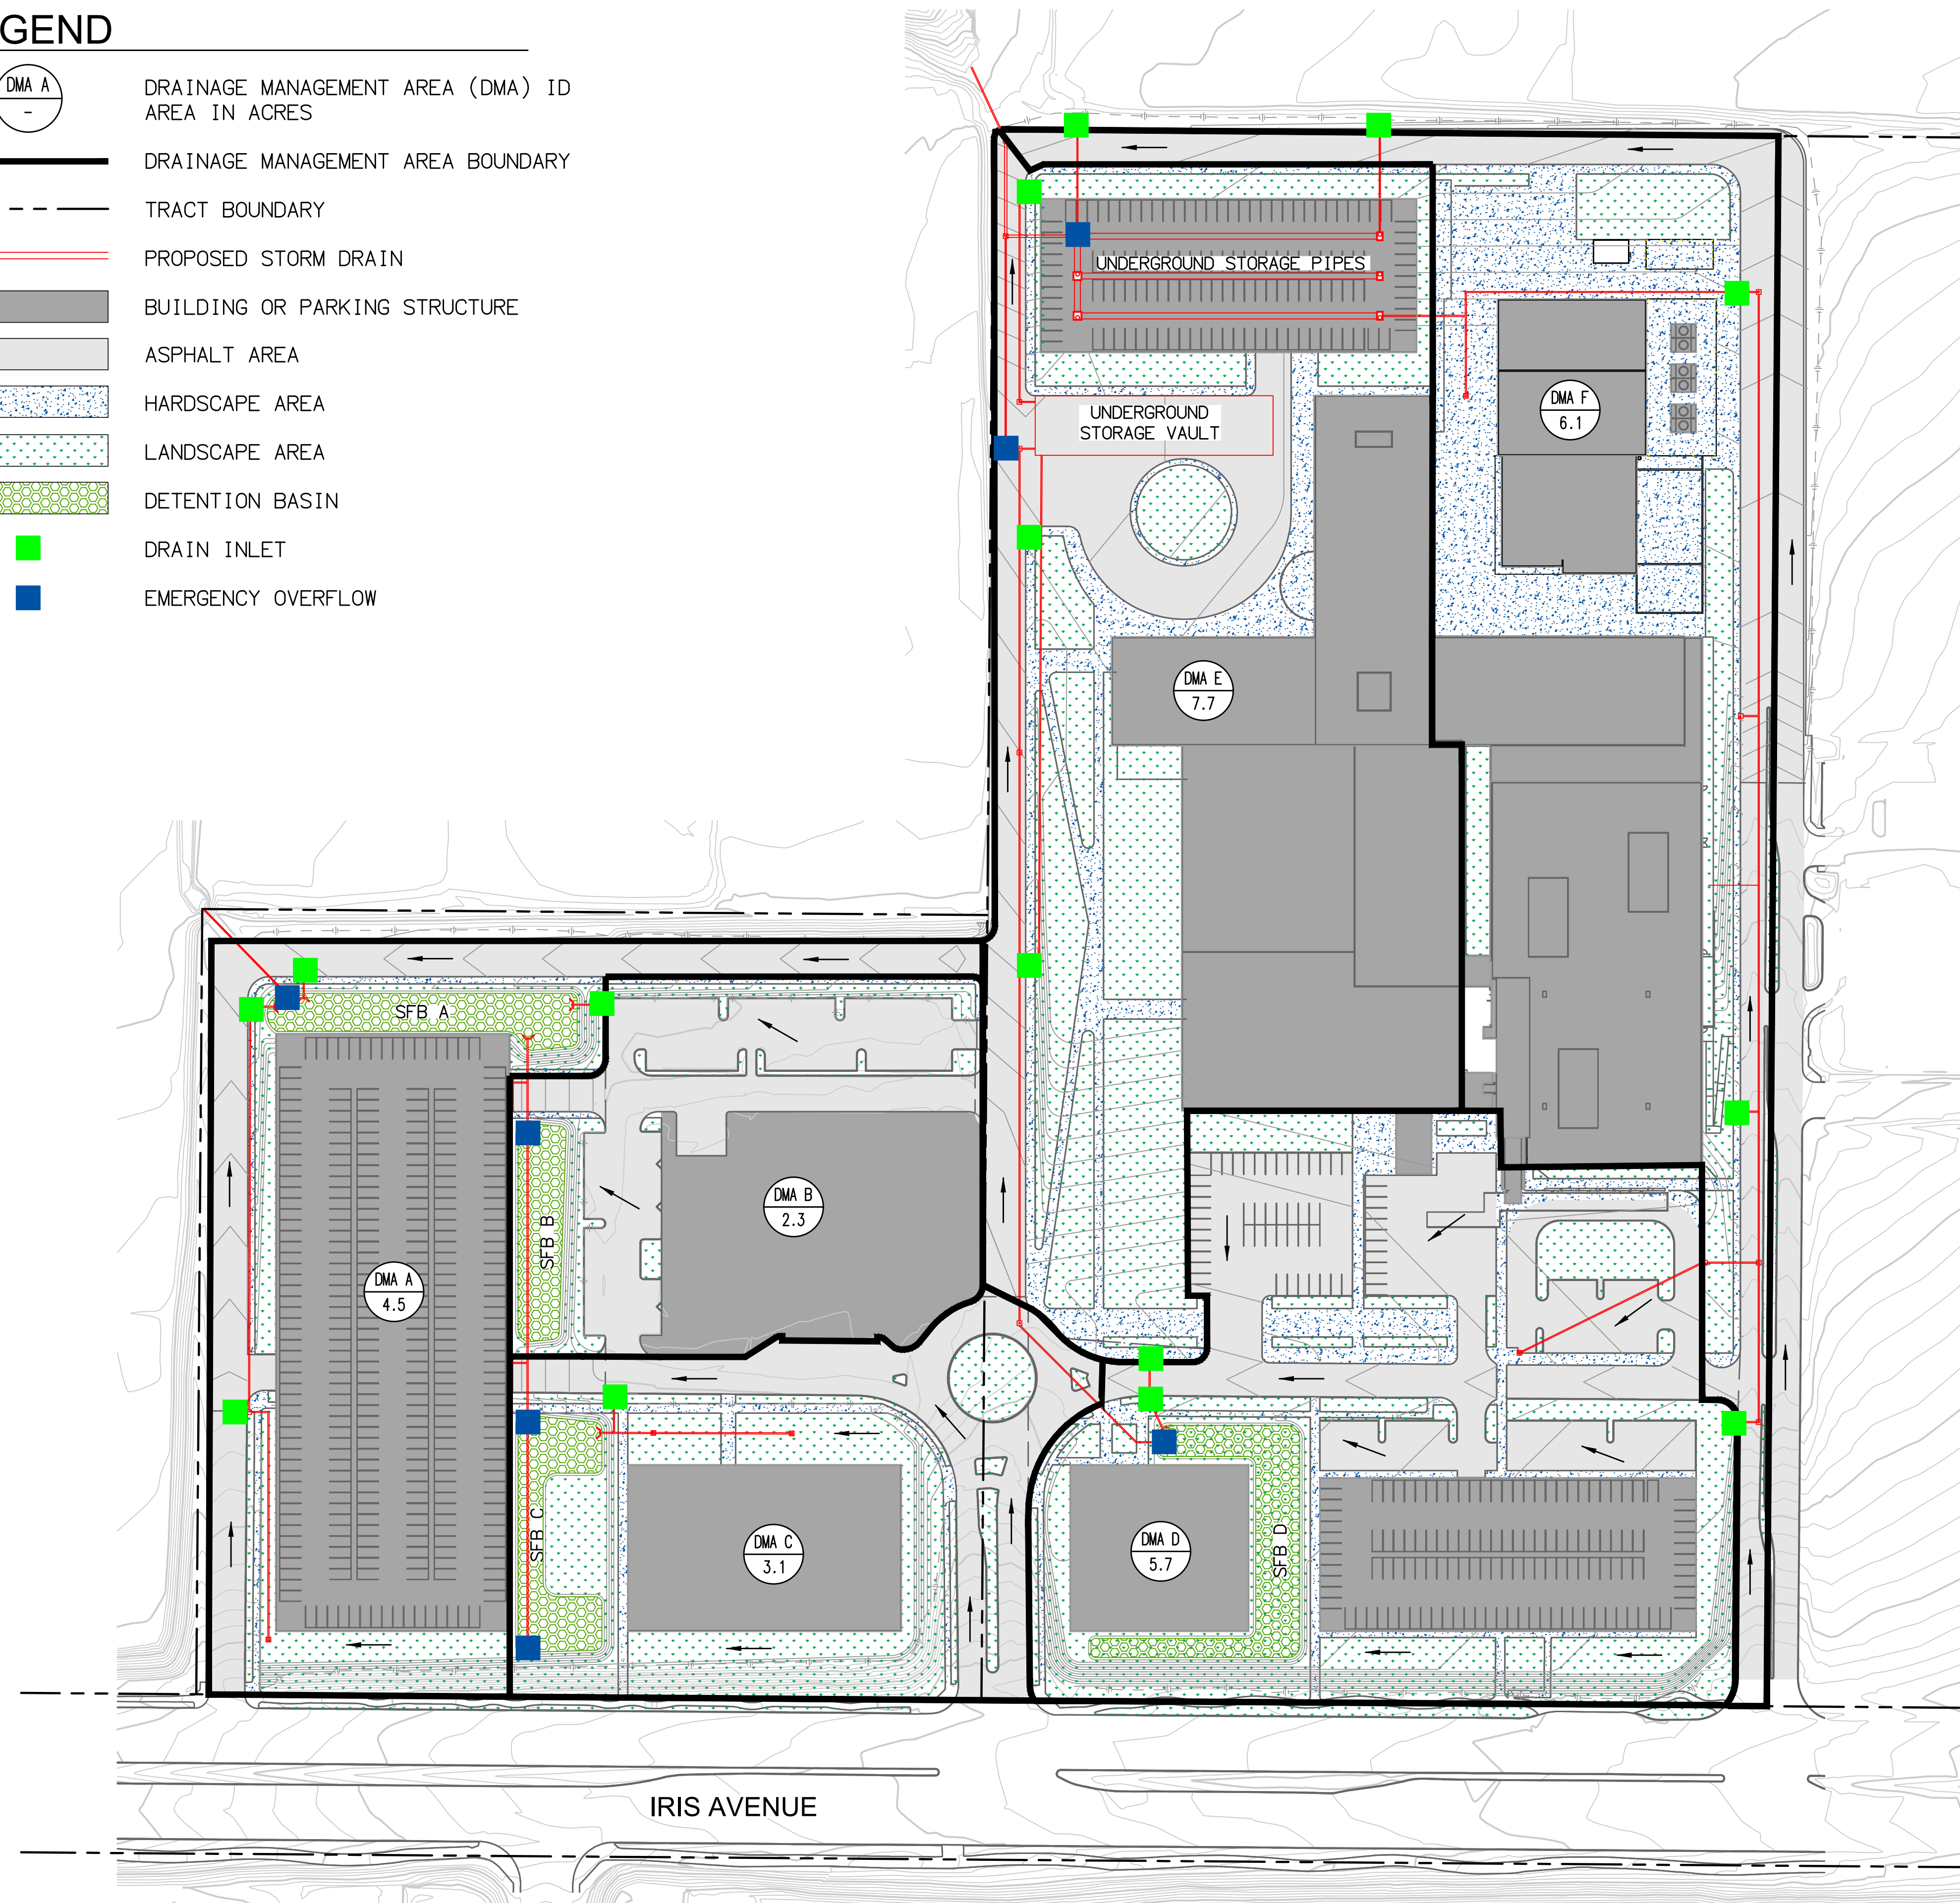 GEND
DMA A
-
DRAINAGE MANAGEMENT AREA (DMA) ID
AREA IN ACRES
DRAINAGE MANAGEMENT AREA BOUNDARY
TRACT BOUNDARY
PROPOSED STORM DRAIN
BUILDING OR PARKING STRUCTURE
ASPHALT AREA
HARDSCAPE AREA
LANDSCAPE AREA
DETENTION BASIN
DRAIN INLET
EMERGENCY OVERFLOW
UNDERGROUND STORAGE PIPES
UNDERGROUND
STORAGE VAULT
DMA F
6.1
DMA E
7.7
SFB A
SFB B
DMA B
2.3
DMA A
4.5
SFB C
DMA C
3.1
DMA D
5.7
SFB D
IRIS AVENUE